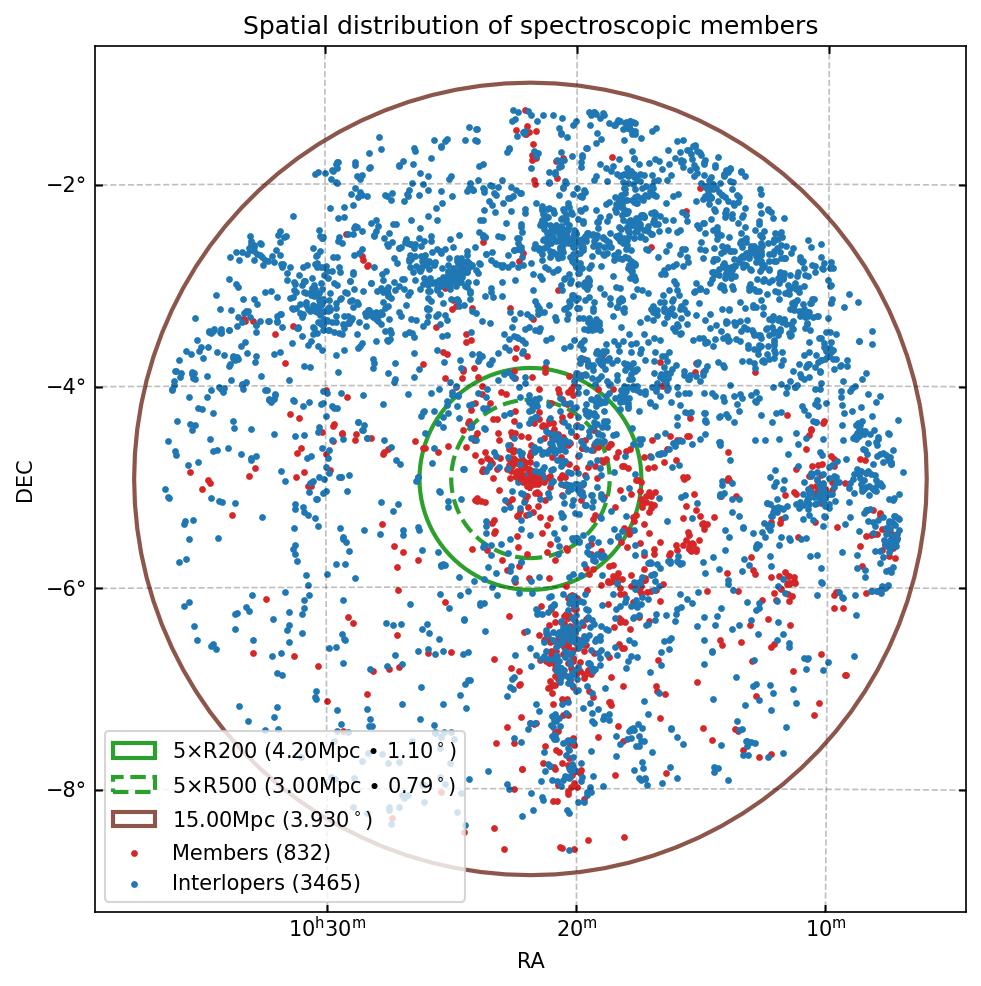 Spatial distribution of spectroscopic members
DEC
−2°
−4°
−6°
−8°
5×R200 (4.20Mpc • 1.10°)
5×R500 (3.00Mpc • 0.79°)
15.00Mpc (3.930°)
Members (832)
Interlopers (3465)
10ʰ30ᵐ 20ᵐ 10ᵐ
RA